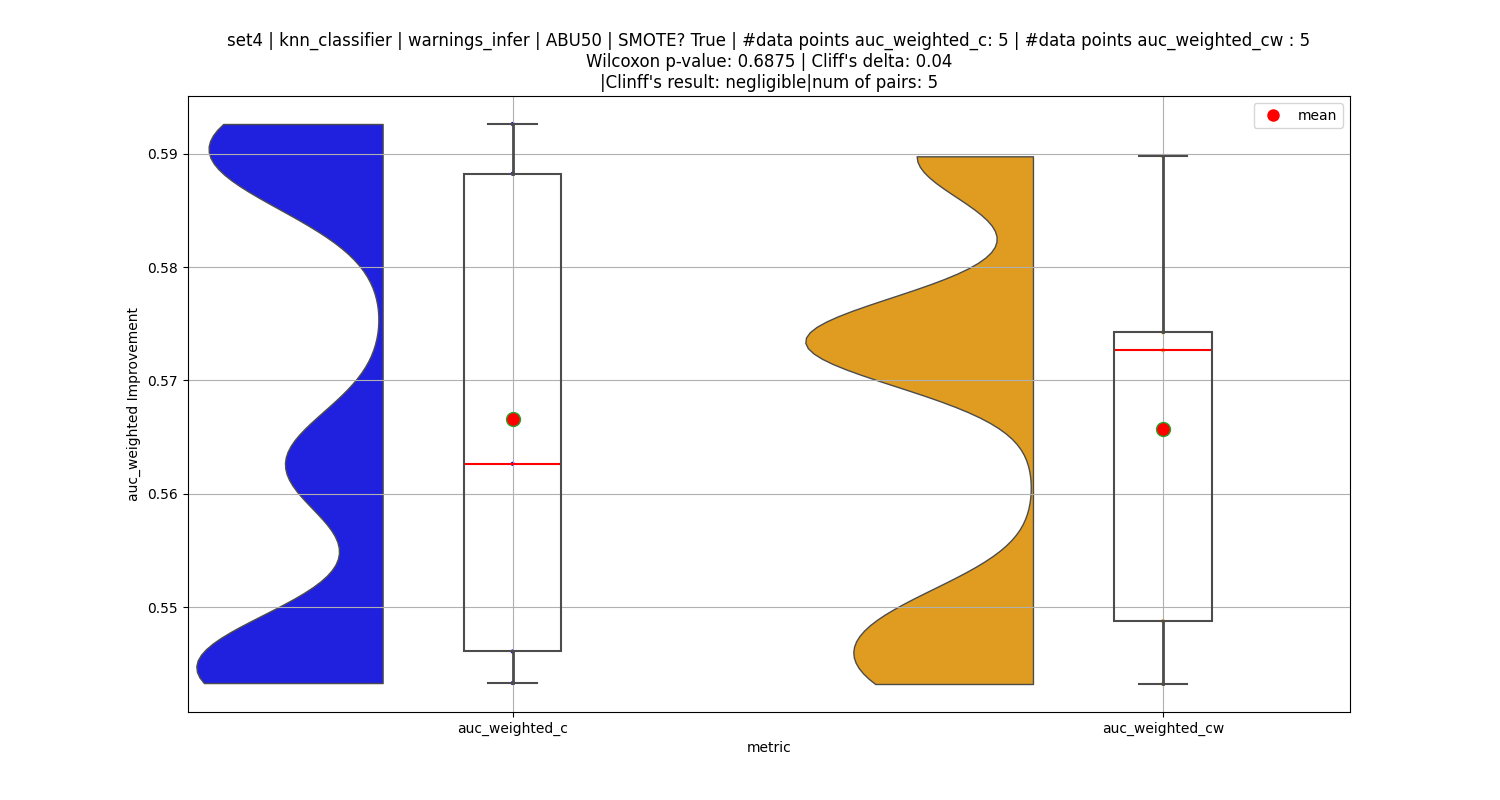 set4 | knn_classifier | warnings_infer | ABU50 | SMOTE? True | #data points auc_weighted_c: 5 | #data points auc_weighted_cw : 5
Wilcoxon p-value: 0.6875 | Cliff's delta: 0.04
|Clinff's result: negligible|num of pairs: 5
mean
0.59
0.58
0.57
0.56
0.55
auc_weighted Improvement
auc_weighted_c
auc_weighted_cw
metric